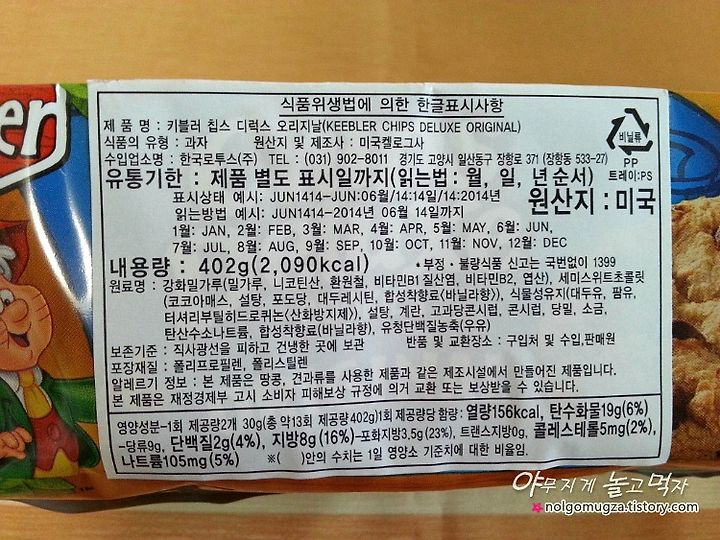 er
식품위생법에 의한 한글표시사항
제 품 명 : 키블러 칩스 디럭스 오리지날(KEEBLER CHIPS DELUXE ORIGINAL)
식품의 유형 : 과자 원산지 및 제조사 : 미국켈로그사
수입업소명 : 한국로투스(주) TEL : (031) 902-8011 경기도 고양시 일산동구 장항로 371 (장항동 533-27)
비닐류
PP
트레이:PS
유통기한 : 제품 별도 표시일까지(읽는법 : 월, 일, 년 순서)
표시상태 예시: JUN1414-JUN:06월/14:14일/14:2014년
읽는방법 예시: JUN1414-2014년 06월 14일까지
원산지 : 미국
1월: JAN, 2월: FEB, 3월: MAR, 4월: APR, 5월: MAY, 6월: JUN,
7월: JUL, 8월: AUG, 9월: SEP, 10월: OCT, 11월: NOV, 12월: DEC
내용량 : 402g(2,090kcal) •부정 · 불량식품 신고는 국번없이 1399
원료명 : 강화밀가루(밀가루, 니코틴산, 환원철, 비타민B1질산염, 비타민B2, 엽산), 세미스위트초콜릿
(코코아매스, 설탕, 포도당, 대두레시틴, 합성착향료<바닐라향>), 식물성유지(대두유, 팜유,
터셔리부틸히드로퀴논<산화방지제>), 설탕, 계란, 고과당콘시럽, 콘시럽, 당밀, 소금,
탄산수소나트륨, 합성착향료(바닐라향), 유청단백질농축(우유)
보존기준 : 직사광선을 피하고 건냉한 곳에 보관 반품 및 교환장소 : 구입처 및 수입,판매원
포장재질 : 폴리프로필렌, 폴리스틸렌
알레르기 정보 : 본 제품은 땅콩, 견과류를 사용한 제품과 같은 제조시설에서 만들어진 제품입니다.
본 제품은 재정경제부 고시 소비자 피해보상 규정에 의거 교환 또는 보상받을 수 있습니다.
영양성분-1회 제공량2개 30g(총 약13회 제공량402g)1회 제공량당 함량: 열량156kcal, 탄수화물19g(6%)
-당류9g, 단백질2g(4%), 지방8g (16%)-포화지방3.5g (23%), 트랜스지방0g, 콜레스테롤5mg(2%),
나트륨105mg(5%) ※( )안의 수치는 1일 영양소 기준치에 대한 비율임.
야무지게 놀고먹자
nolgomugza.tistory.com